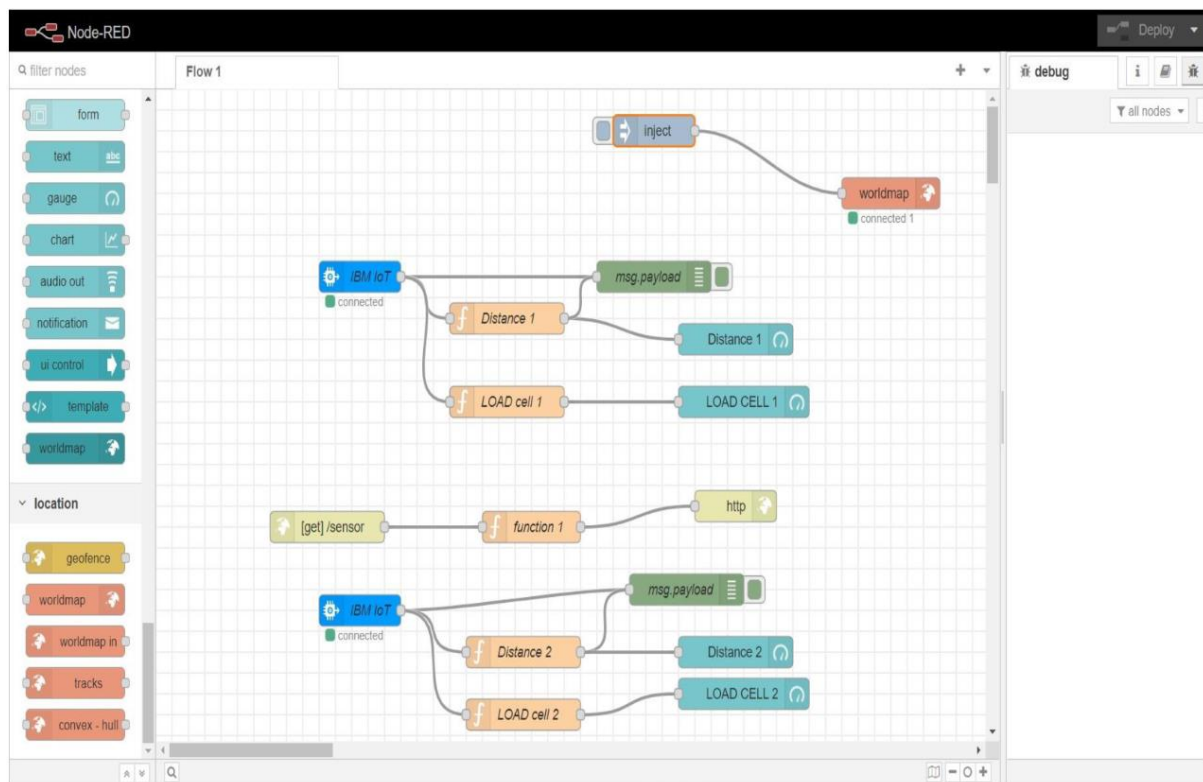 Node-RED
Deploy
filter nodes
Flow 1
debug
i
all nodes
form
text
abc
gauge
chart
audio out
notification
ui control
</> template
worldmap
location
geofence
worldmap
worldmap in
tracks
convex - hull
inject
worldmap
connected 1
IBM IoT
connected
msg.payload
f Distance 1
Distance 1
f LOAD cell 1
LOAD CELL 1
[get] /sensor
f function 1
http
IBM IoT
connected
msg.payload
f Distance 2
Distance 2
f LOAD cell 2
LOAD CELL 2